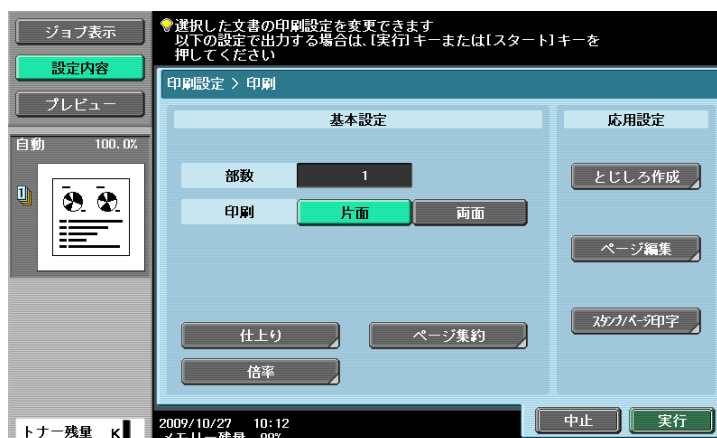 ジョブ表示
設定内容
プレビュー
自動 100.0%
トナー残量 K
選択した文書の印刷設定を変更できます
以下の設定で出力する場合は、[実行]キーまたは[スタート]キーを
押してください
印刷設定 > 印刷
基本設定
部数 1
印刷 片面 両面
仕上り ページ集約
倍率
応用設定
とじしろ作成
ページ編集
スタンプ/ページ印字
2009/10/27 10:12
メモリー残量 99%
中止 実行